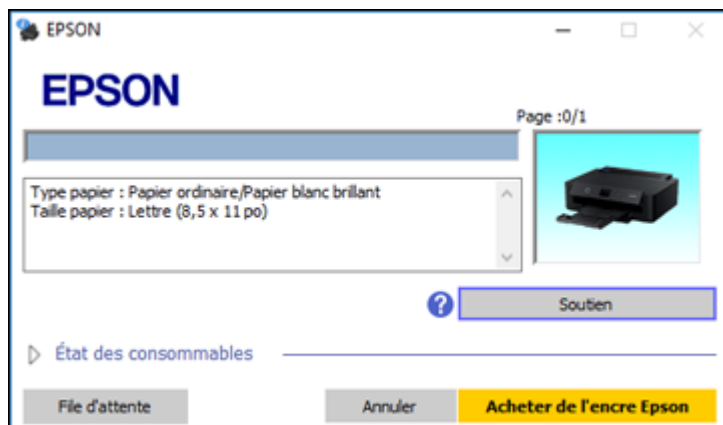 EPSON
EPSON
Page :0/1
Type papier : Papier ordinaire/Papier blanc brillant
Taille papier : Lettre (8,5 x 11 po)
? Soutien
État des consommables
File d'attente Annuler Acheter de l'encre Epson